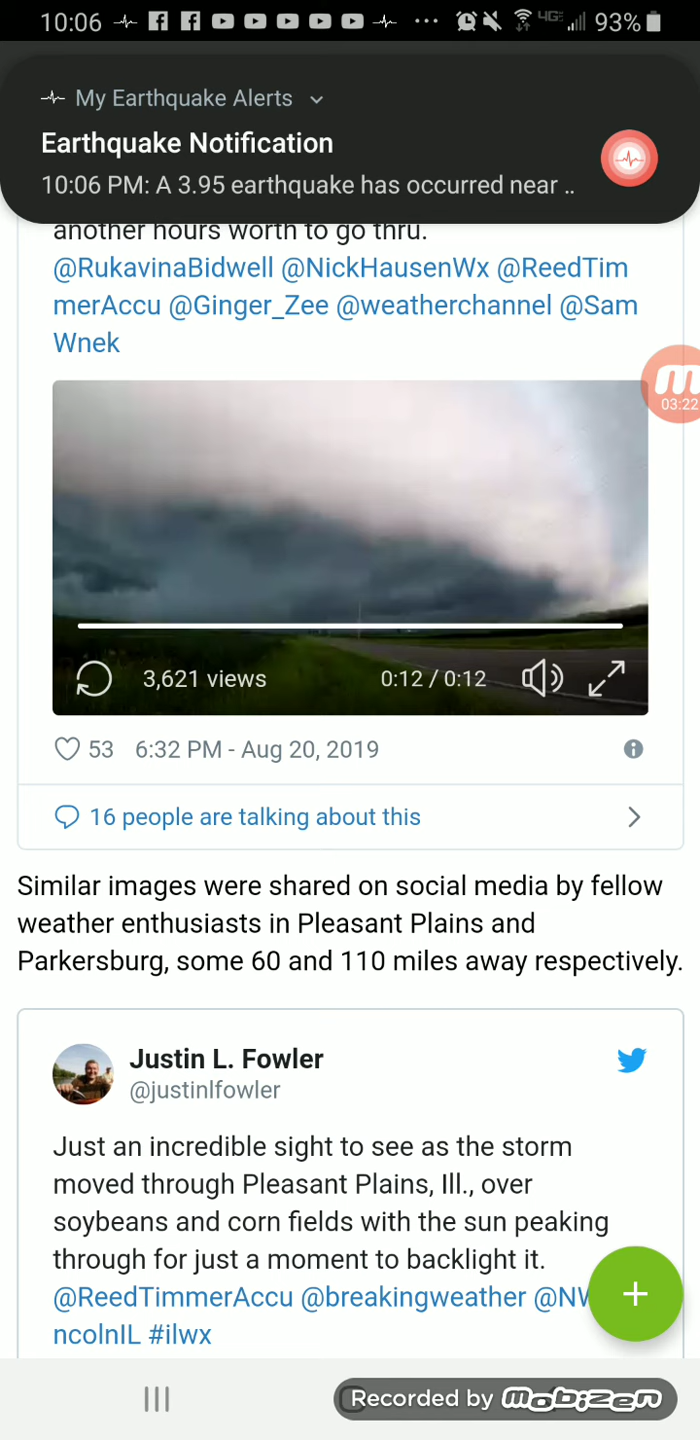 10:06 4GE 93%
My Earthquake Alerts
Earthquake Notification
10:06 PM: A 3.95 earthquake has occurred near ..
another hours worth to go thru.
@RukavinaBidwell @NickHausenWx @ReedTim
merAccu @Ginger_Zee @weatherchannel @Sam
Wnek
03:22
3,621 views 0:12 / 0:12
53 6:32 PM - Aug 20, 2019
16 people are talking about this
Similar images were shared on social media by fellow
weather enthusiasts in Pleasant Plains and
Parkersburg, some 60 and 110 miles away respectively.
Justin L. Fowler
@justinlfowler
Just an incredible sight to see as the storm
moved through Pleasant Plains, Ill., over
soybeans and corn fields with the sun peaking
through for just a moment to backlight it.
@ReedTimmerAccu @breakingweather @NW
ncolnIL #ilwx
Recorded by mobizen